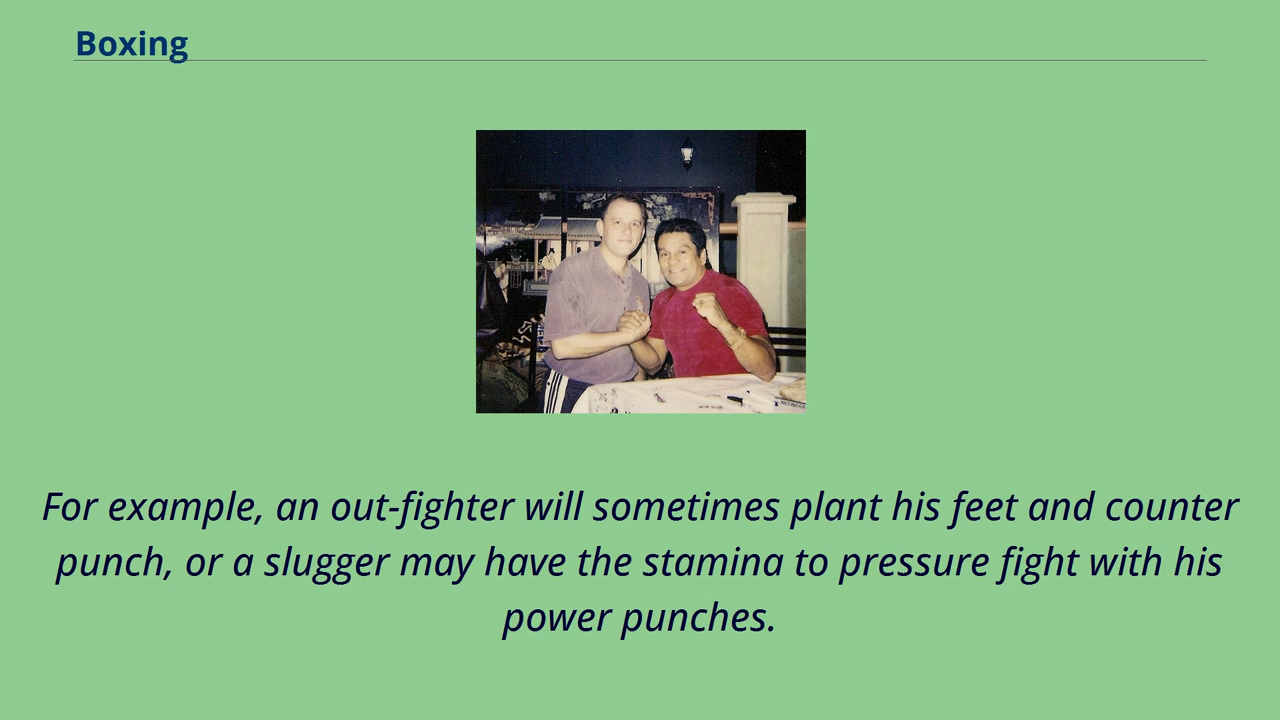 Boxing
For example, an out-fighter will sometimes plant his feet and counter
punch, or a slugger may have the stamina to pressure fight with his
power punches.